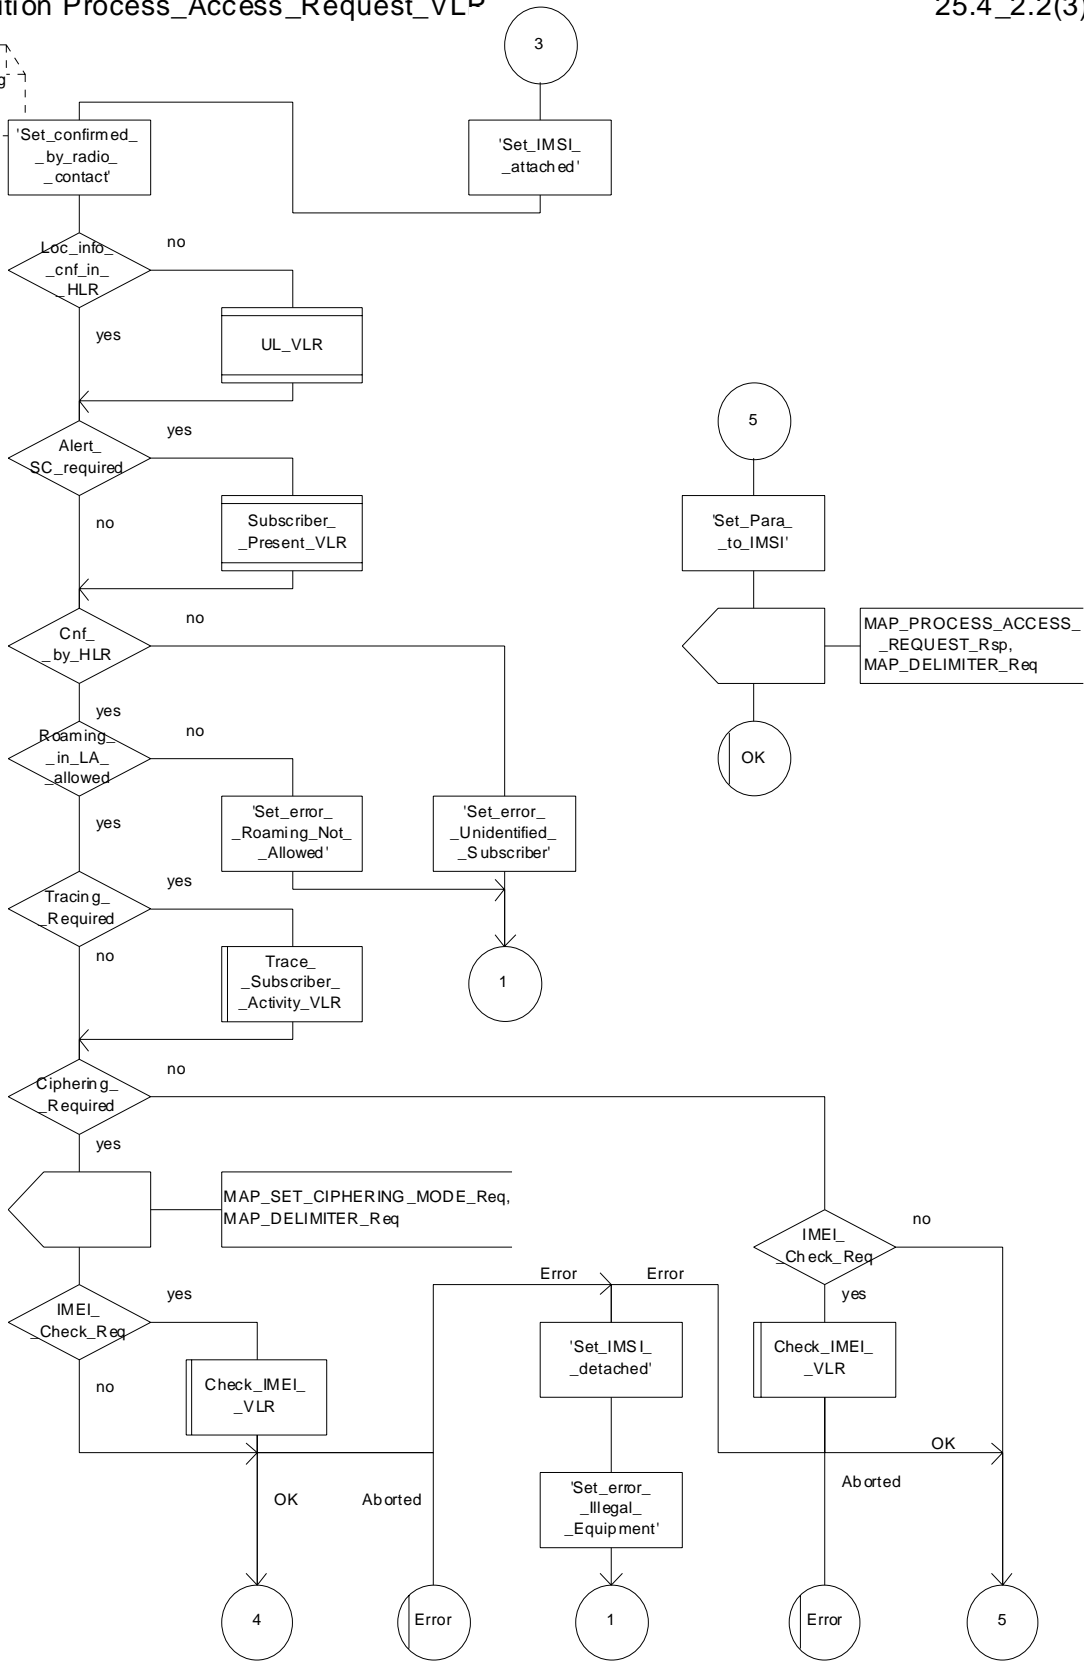 ition Process_Access_Request_VLR
25.4_2.2(3)
g
3
'Set_confirmed_
_by_radio_
_contact'
'Set_IMSI_
_attached'
Loc_info_
_cnf_in_
_HLR
no
yes
UL_VLR
Alert_
SC_required
yes
no
Subscriber_
_Present_VLR
5
'Set_Para_
_to_IMSI'
MAP_PROCESS_ACCESS_
_REQUEST_Rsp,
MAP_DELIMITER_Req
OK
Cnf_
_by_HLR
no
yes
Roaming_
_in_LA_
_allowed
no
yes
'Set_error_
_Roaming_Not_
_Allowed'
'Set_error_
_Unidentified_
_Subscriber'
Tracing_
_Required
yes
no
Trace_
_Subscriber_
_Activity_VLR
1
Ciphering_
_Required
no
yes
MAP_SET_CIPHERING_MODE_Req,
MAP_DELIMITER_Req
IMEI_
_Check_Req
no
yes
IMEI_
_Check_Req
yes
no
Error
Error
'Set_IMSI_
_detached'
Check_IMEI_
_VLR
Check_IMEI_
_VLR
OK
Aborted
OK
Aborted
'Set_error_
_Illegal_
_Equipment'
4
Error
1
Error
5